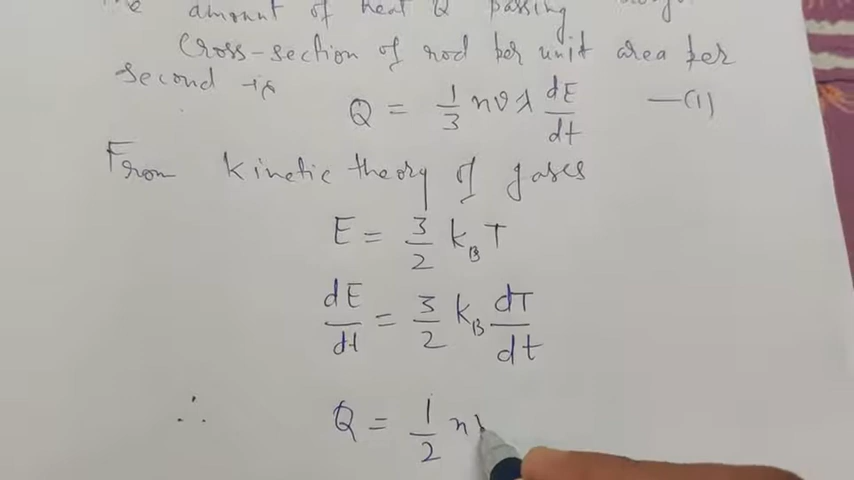 The amount of heat Q passing
Cross-section of rod per unit area per
second is
Q = 1/3 nvλ dE/dt —(1)
From kinetic theory of gases
E = 3/2 k_B T
dE/dt = 3/2 k_B dT/dt
∴ Q = 1/2 n